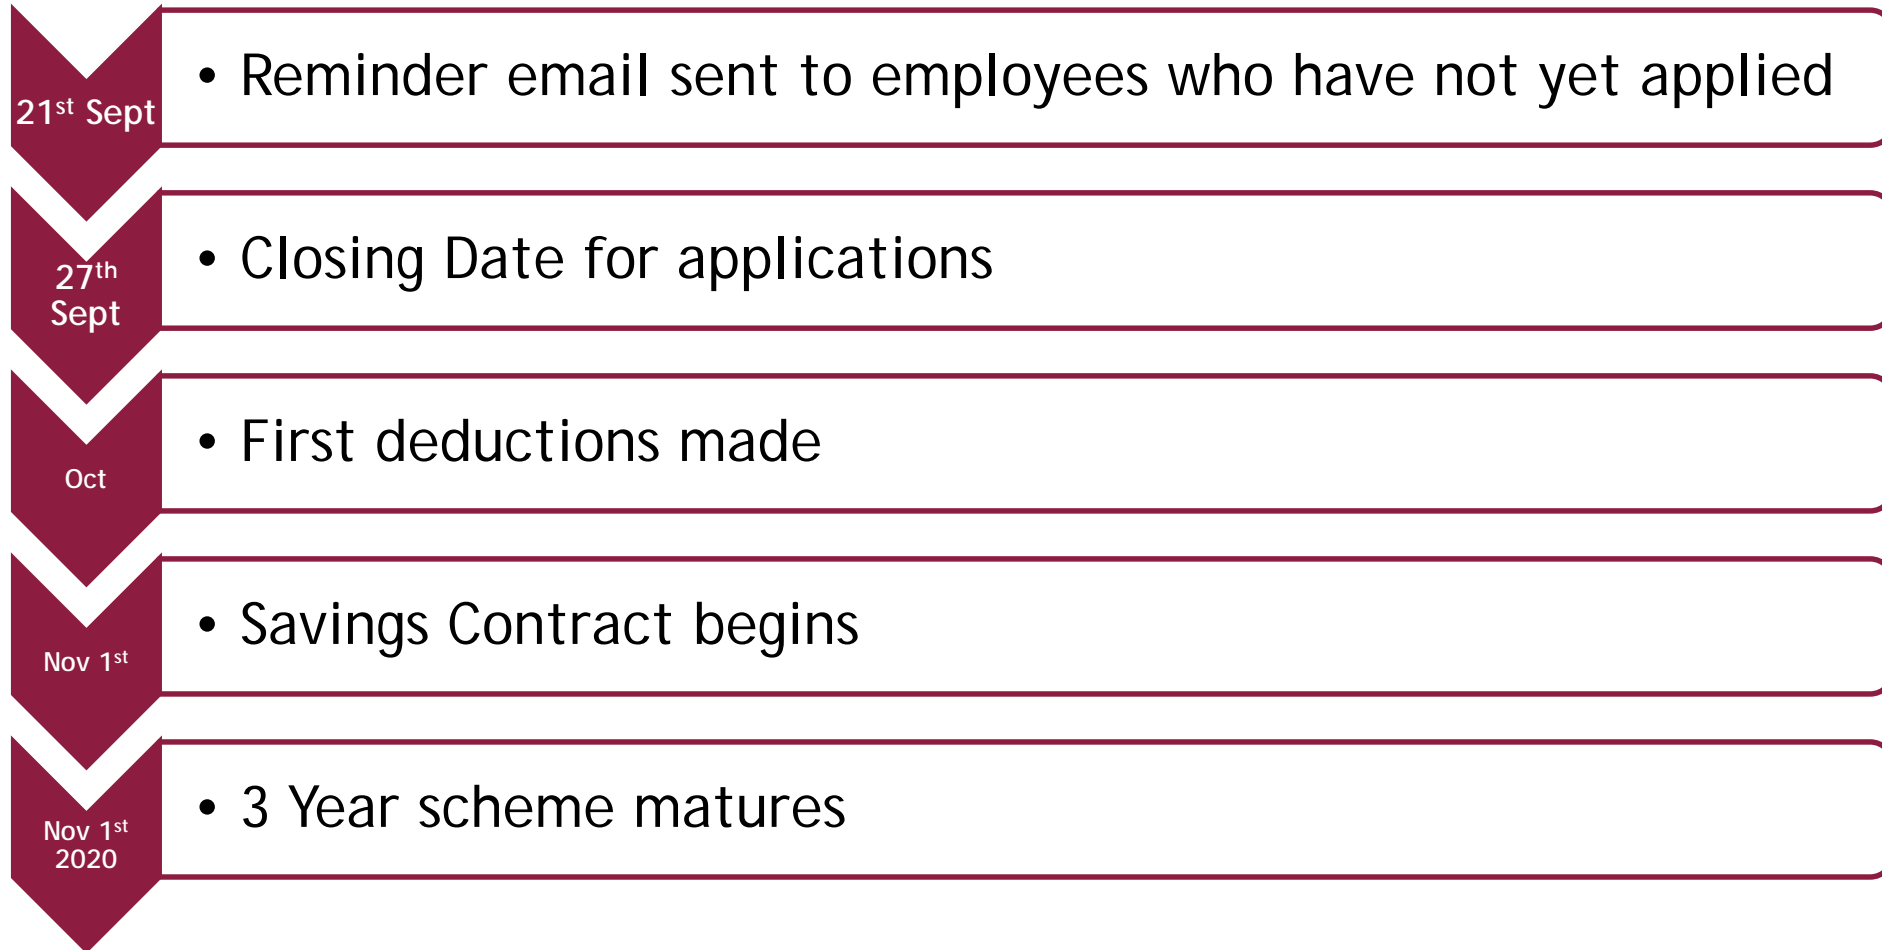 21st Sept
• Reminder email sent to employees who have not yet applied
27th
Sept
• Closing Date for applications
Oct
• First deductions made
Nov 1st
• Savings Contract begins
Nov 1st
2020
• 3 Year scheme matures